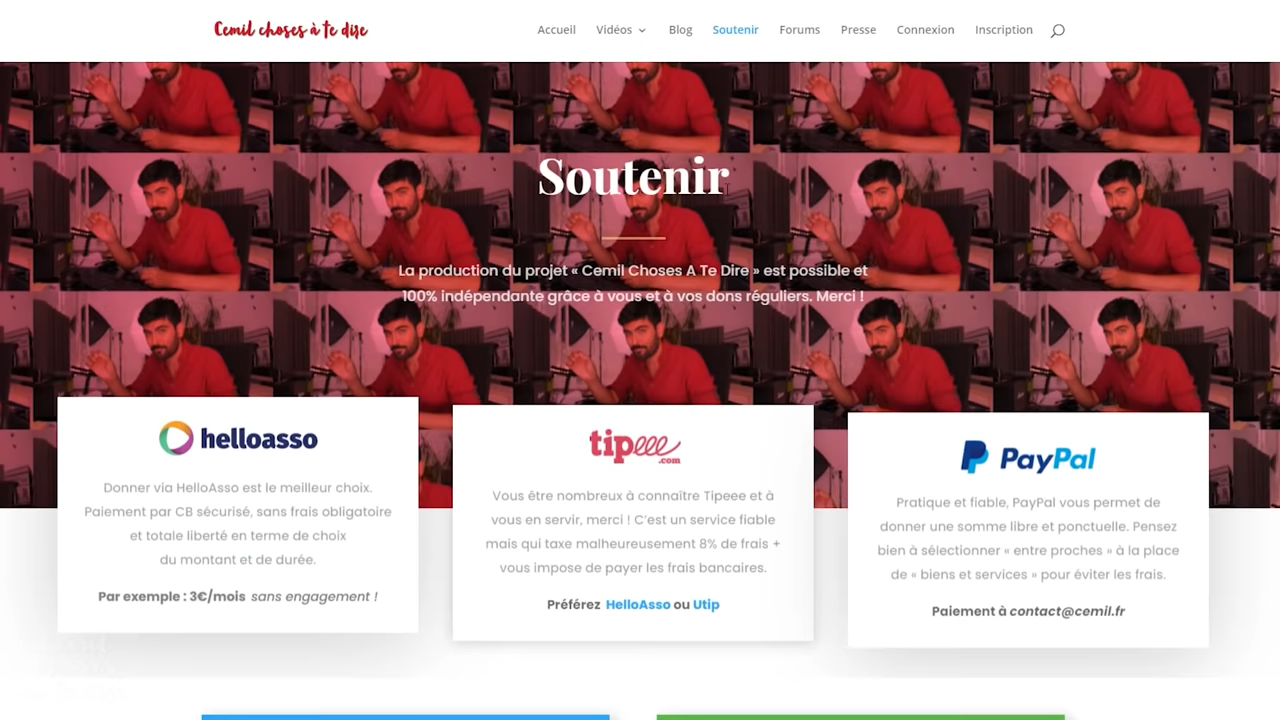 Cemil choses à te dire
Accueil
Vidéos
Blog
Soutenir
Forums
Presse
Connexion
Inscription
Soutenir
La production du projet « Cemil Choses A Te Dire » est possible et
100% indépendante grâce à vous et à vos dons réguliers. Merci !
helloasso
Donner via HelloAsso est le meilleur choix.
Paiement par CB sécurisé, sans frais obligatoire
et totale liberté en terme de choix
du montant et de durée.
Par exemple : 3€/mois sans engagement !
tipeee
.com
Vous être nombreux à connaître Tipeee et à
vous en servir, merci ! C'est un service fiable
mais qui taxe malheureusement 8% de frais +
vous impose de payer les frais bancaires.
Préférez HelloAsso ou Utip
PayPal
Pratique et fiable, PayPal vous permet de
donner une somme libre et ponctuelle. Pensez
bien à sélectionner « entre proches » à la place
de « biens et services » pour éviter les frais.
Paiement à contact@cemil.fr